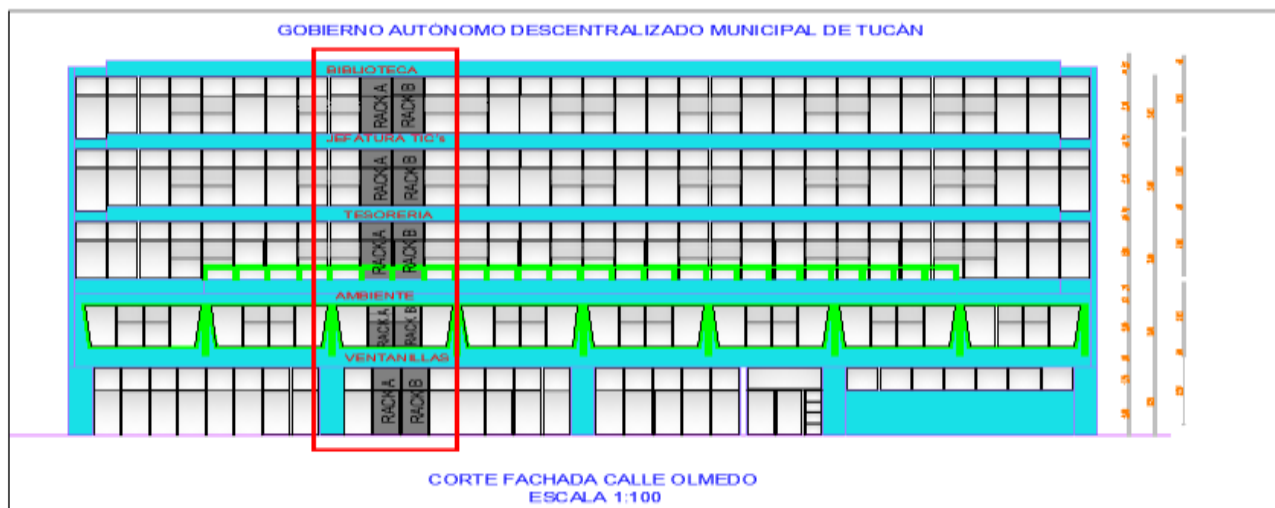 GOBIERNO AUTÓNOMO DESCENTRALIZADO MUNICIPAL DE TUCÁN
BIBLIOTECA
RACK A
RACK B
JEFATURA TIC's
RACK A
RACK B
TESORERIA
RACK A
RACK B
AMBIENTE
RACK A
RACK B
VENTANILLAS
RACK A
RACK B
CORTE FACHADA CALLE OLMEDO
ESCALA 1:100